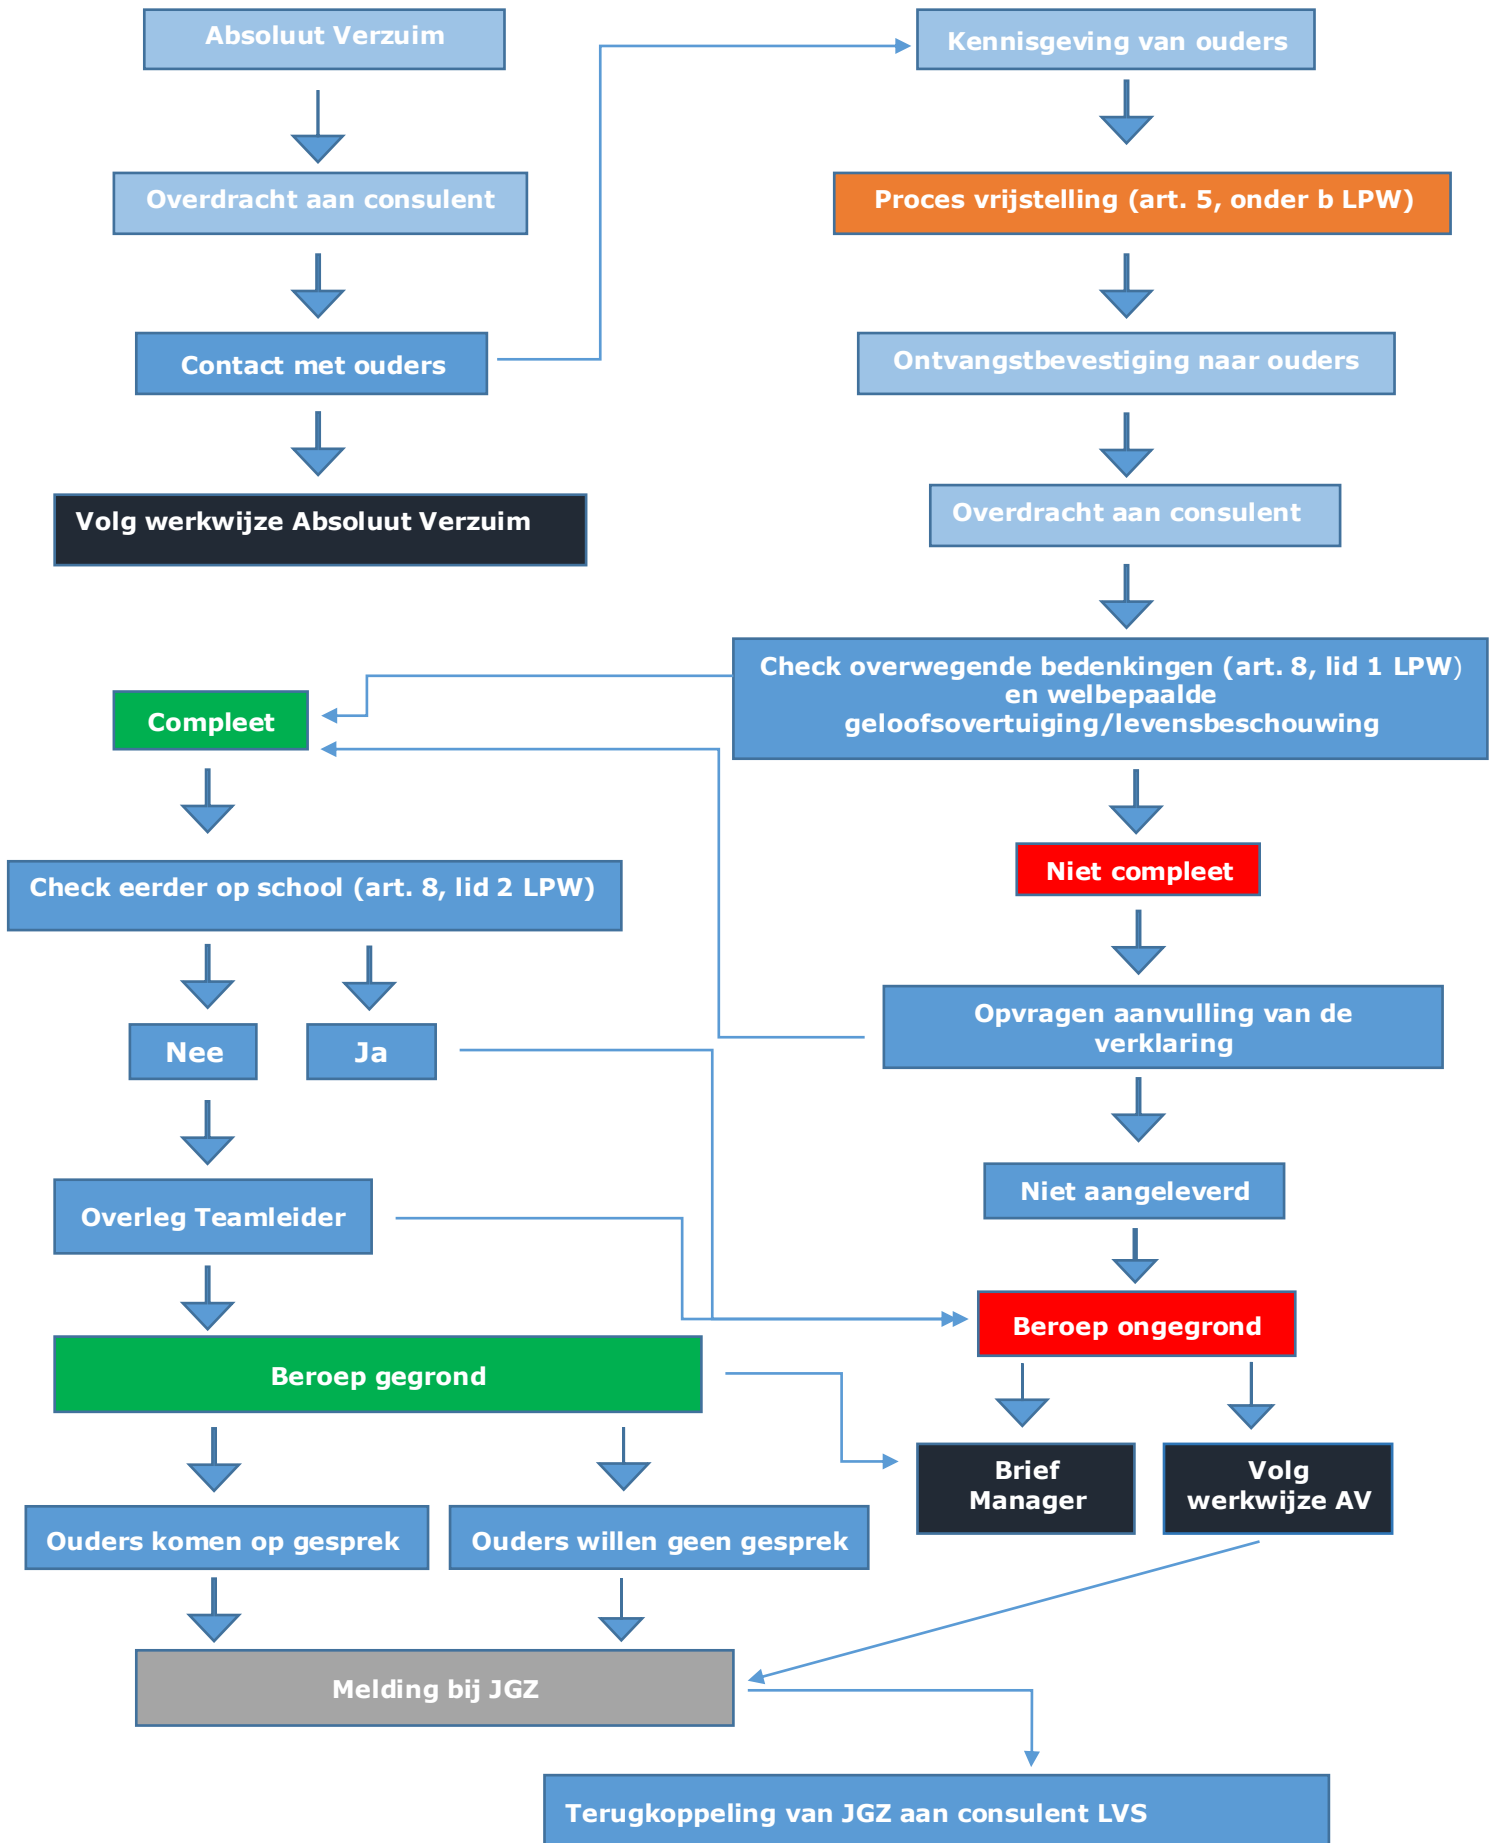 Absoluut Verzuim
Kennisgeving van ouders
Overdracht aan consulent
Proces vrijstelling (art. 5, onder b LPW)
Contact met ouders
Ontvangstbevestiging naar ouders
Volg werkwijze Absoluut Verzuim
Overdracht aan consulent
Check overwegende bedenkingen (art. 8, lid 1 LPW)
en welbepaalde
geloofsovertuiging/levensbeschouwing
Compleet
Niet compleet
Check eerder op school (art. 8, lid 2 LPW)
Opvragen aanvulling van de
verklaring
Nee
Ja
Niet aangeleverd
Overleg Teamleider
Beroep ongegrond
Beroep gegrond
Brief
Manager
Volg
werkwijze AV
Ouders komen op gesprek
Ouders willen geen gesprek
Melding bij JGZ
Terugkoppeling van JGZ aan consulent LVS